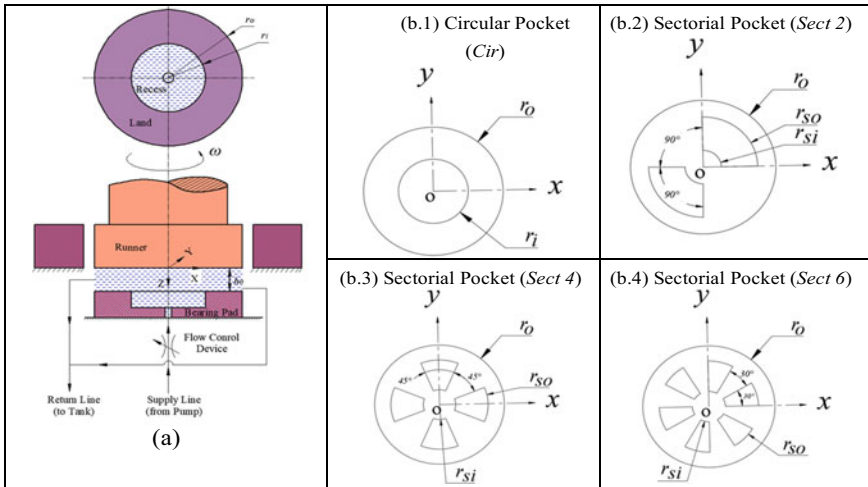 ro
ri
Recess
Land
ω
Runner
Y
X
Z
ho
Bearing Pad
Flow Conrol
Device
Return Line
(to Tank)
Supply Line
(from Pump)
(a)
(b.1) Circular Pocket
(Cir)
y
ro
o
x
ri
(b.2) Sectorial Pocket (Sect 2)
y
ro
rso
rsi
90°
o
x
90°
(b.3) Sectorial Pocket (Sect 4)
y
ro
45°
45°
rso
o
x
rsi
(b.4) Sectorial Pocket (Sect 6)
y
ro
30°
30°
o
x
rsi
rso